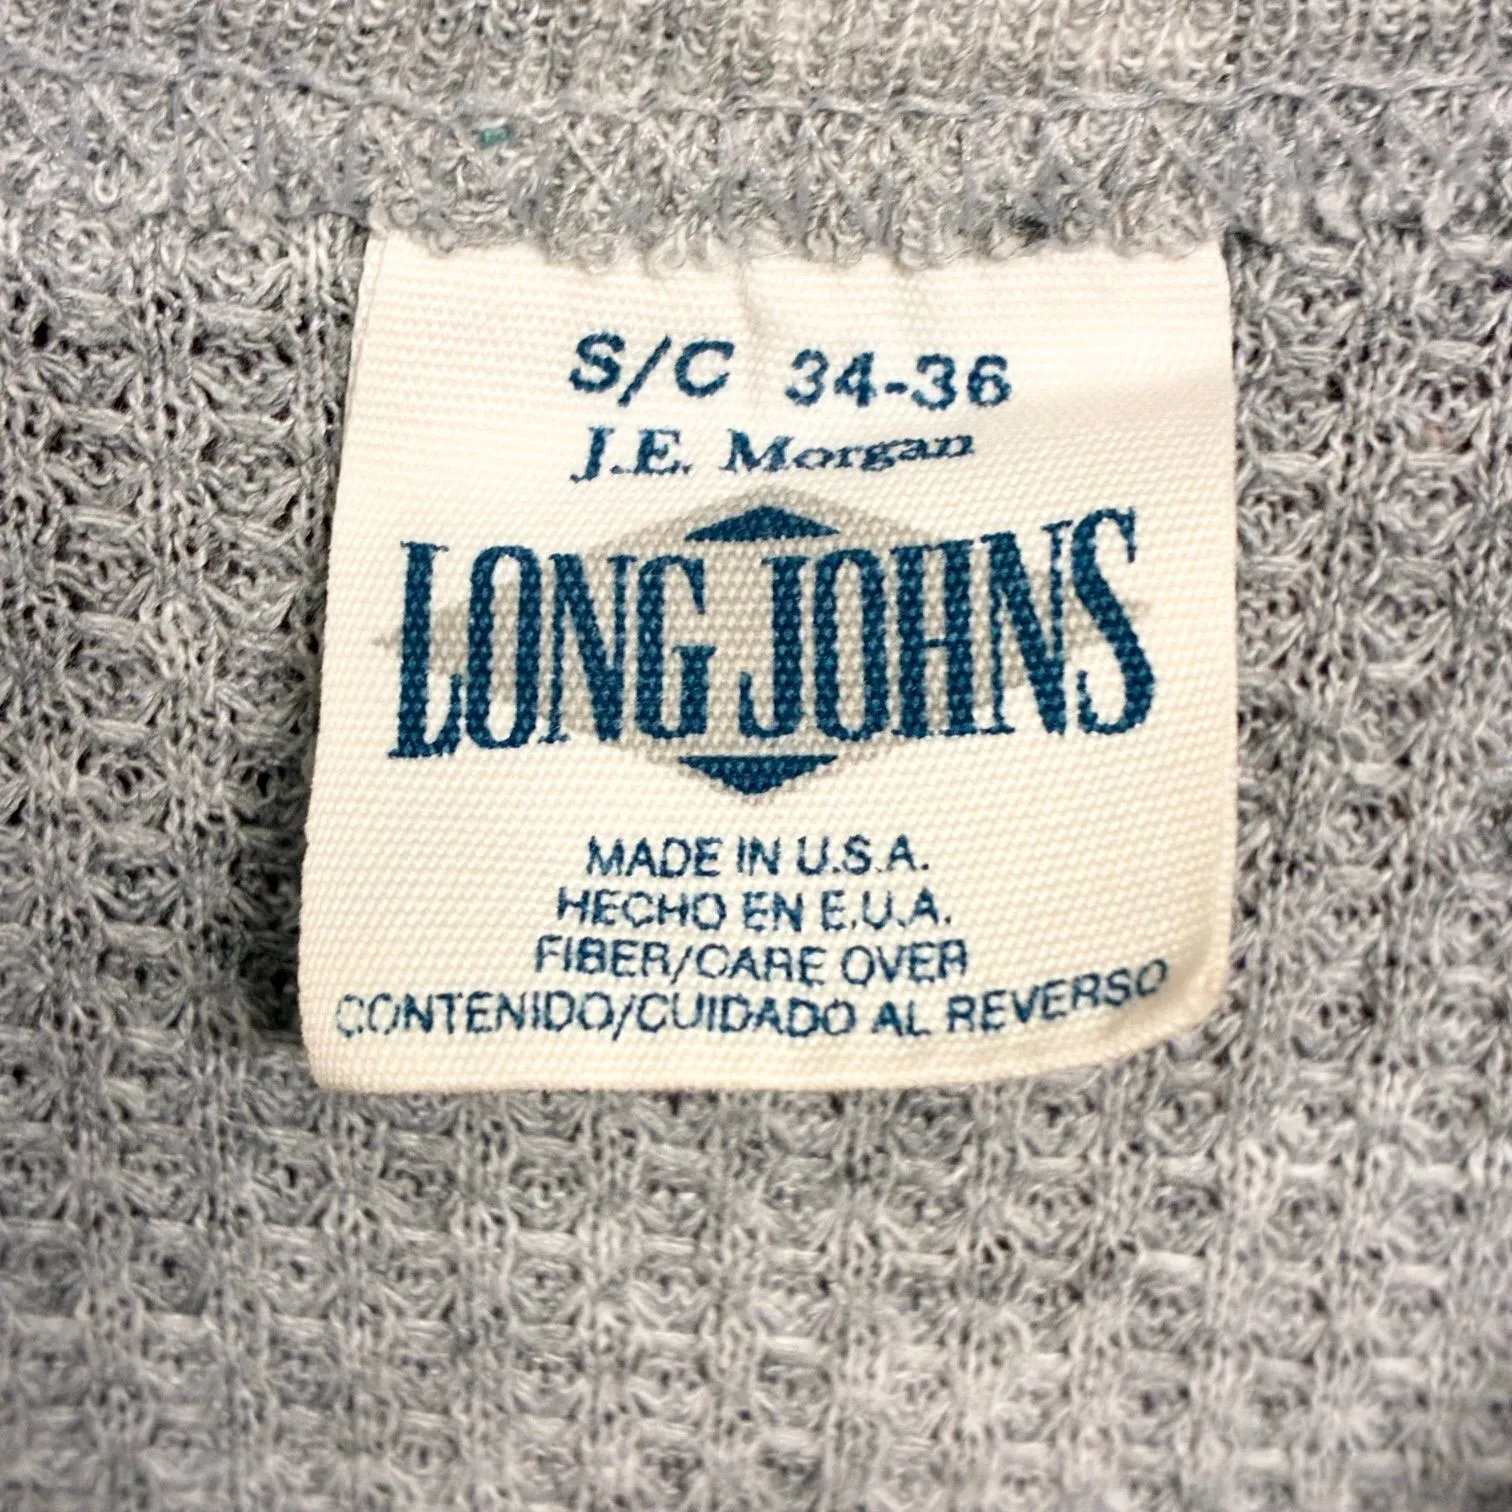 S/C 34-36
J.E. Morgan
LONG JOHNS
MADE IN U.S.A.
HECHO EN E.U.A.
FIBER/CARE OVER
CONTENIDO/CUIDADO AL REVERSO